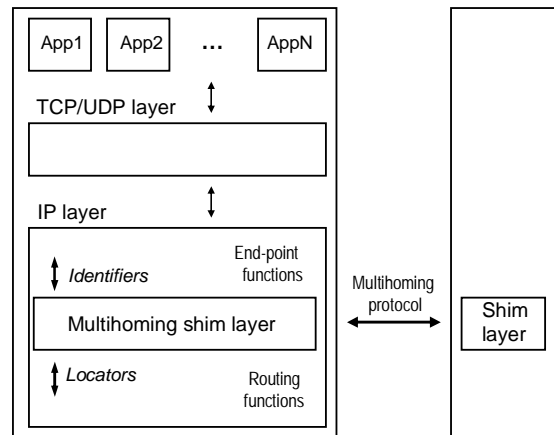 App1 App2 ... AppN
TCP/UDP layer
IP layer
End-point
functions
Identifiers
Multihoming
protocol
Multihoming shim layer
Shim
layer
Locators
Routing
functions